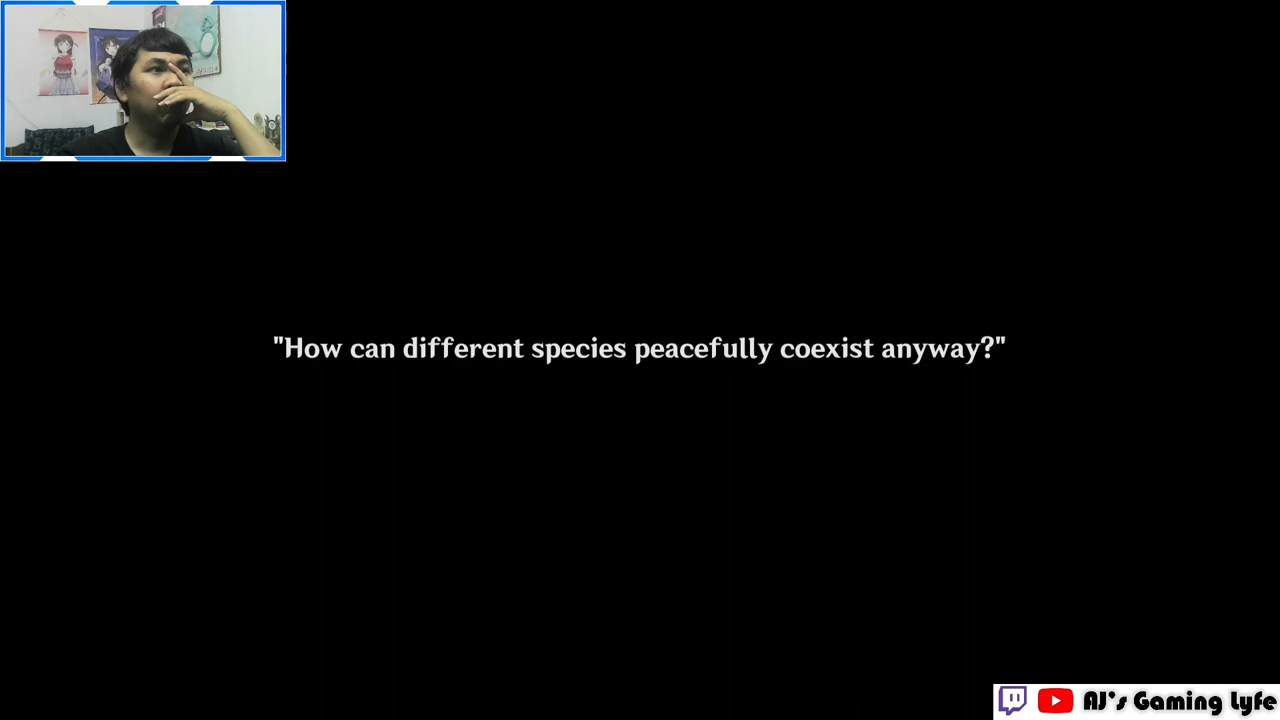 "How can different species peacefully coexist anyway?"
AJ's Gaming Lyfe